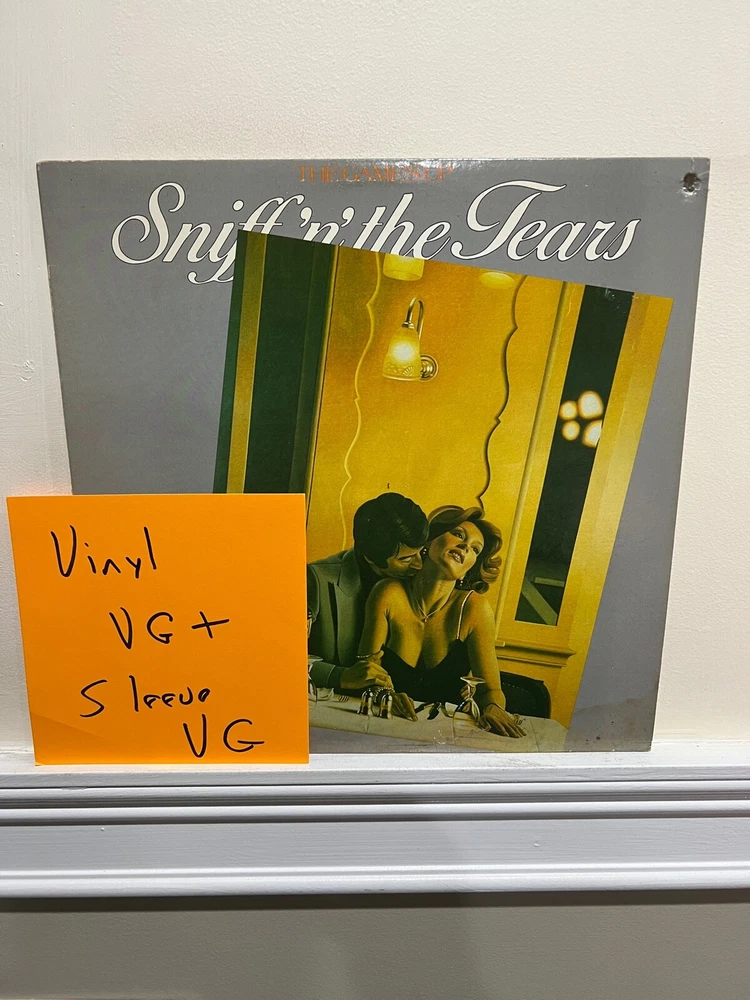 THE GAME'S UP
Sniff 'n' the Tears
Vinyl
VG+
Sleeve
VG